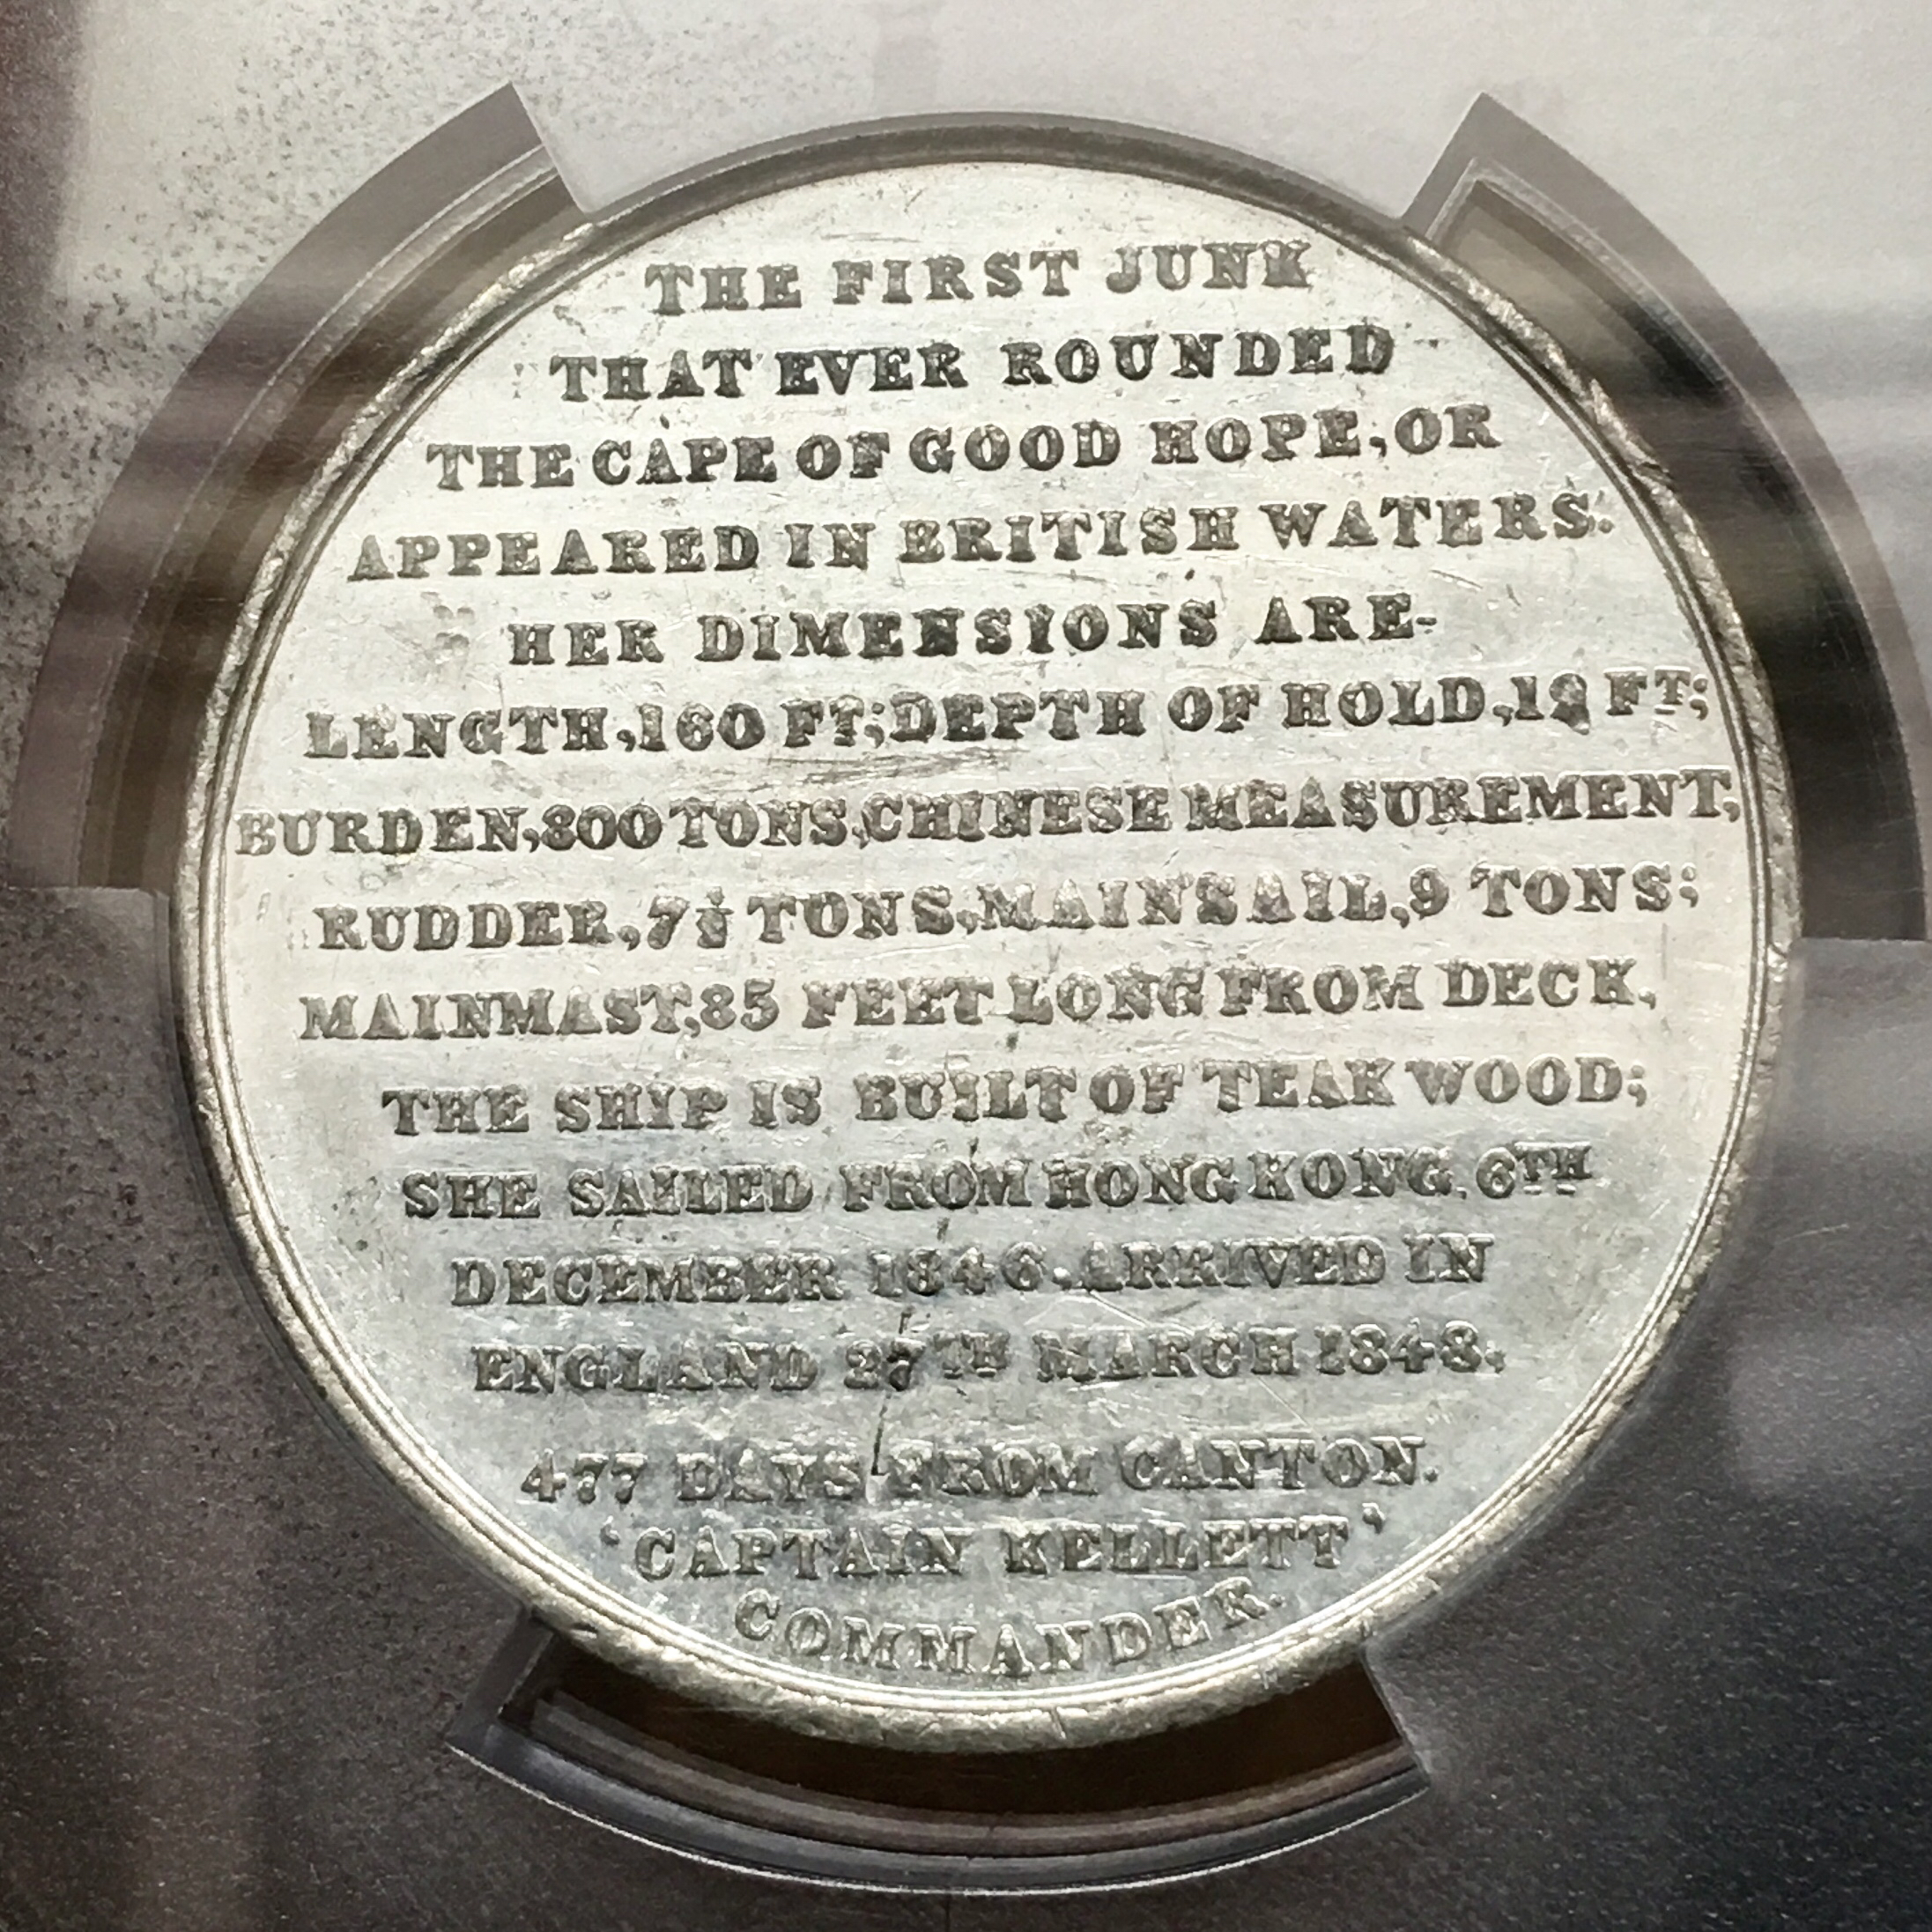 THE FIRST JUNK
THAT EVER ROUNDED
THE CAPE OF GOOD HOPE, OR
APPEARED IN BRITISH WATERS.
HER DIMENSIONS ARE-
LENGTH, 160 FT; DEPTH OF HOLD, 12 FT;
BURDEN, 800 TONS, CHINESE MEASUREMENT,
RUDDER, 7½ TONS, MAINSAIL, 9 TONS;
MAINMAST, 85 FEET LONG FROM DECK,
THE SHIP IS BUILT OF TEAK WOOD;
SHE SAILED FROM HONG KONG, 6TH
DECEMBER 1846, ARRIVED IN
ENGLAND 27TH MARCH 1848,
477 DAYS FROM CANTON.
'CAPTAIN KELLETT'
COMMANDER.